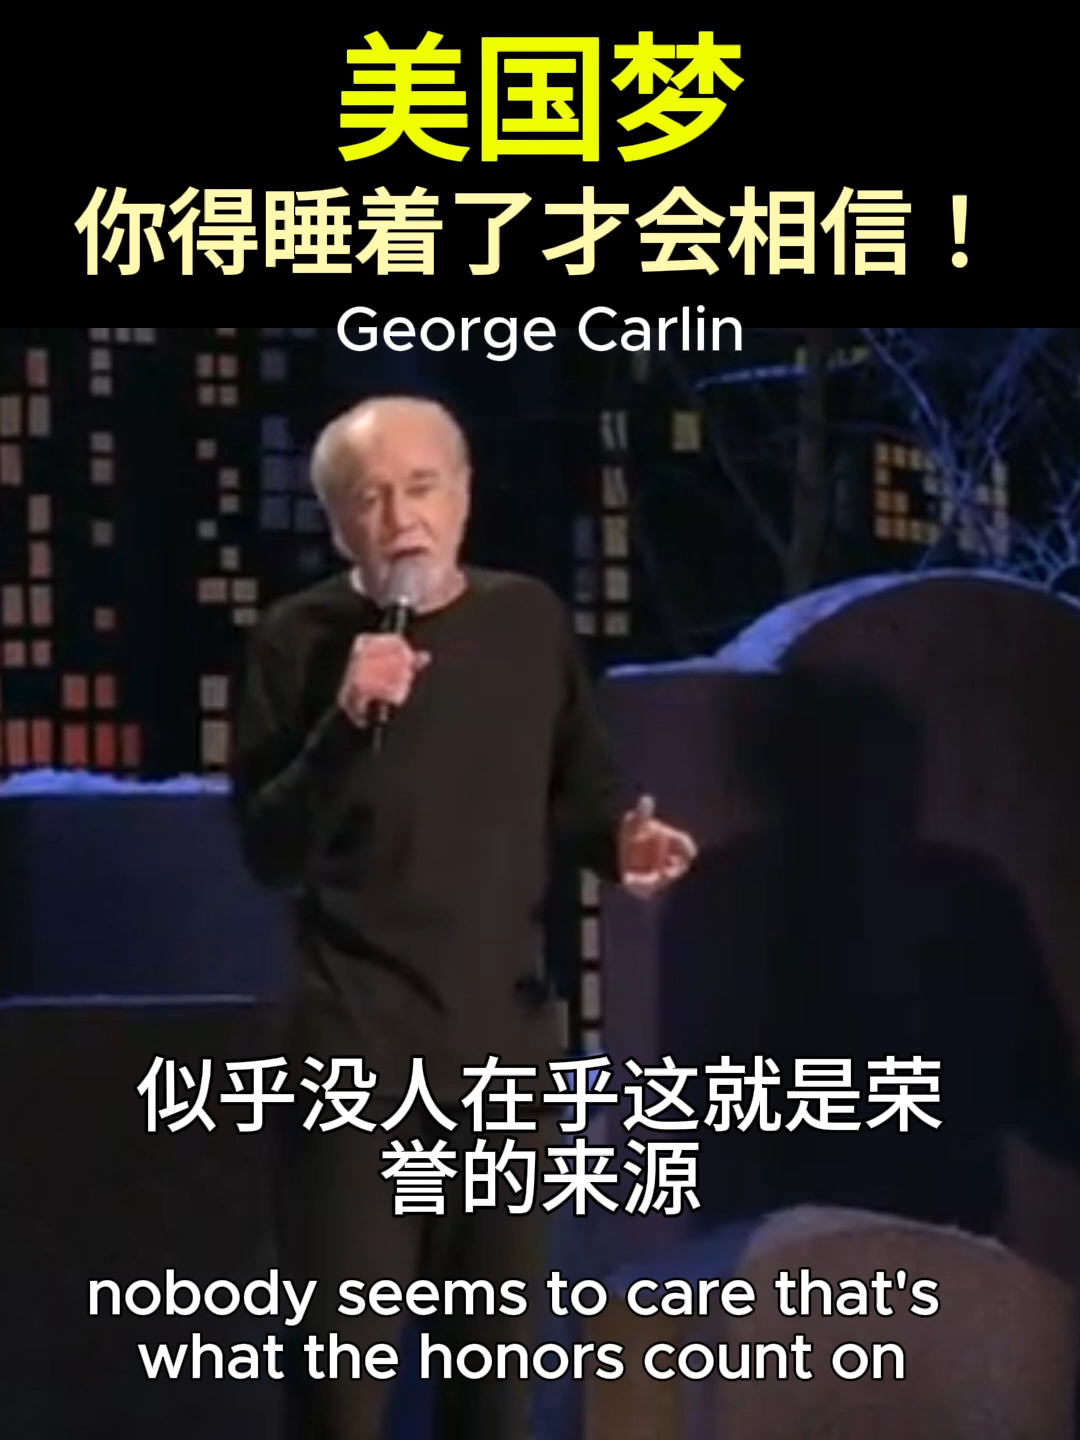 美国梦
你得睡着了才会相信！
George Carlin
似乎没人在乎这就是荣
誉的来源
nobody seems to care that's
what the honors count on